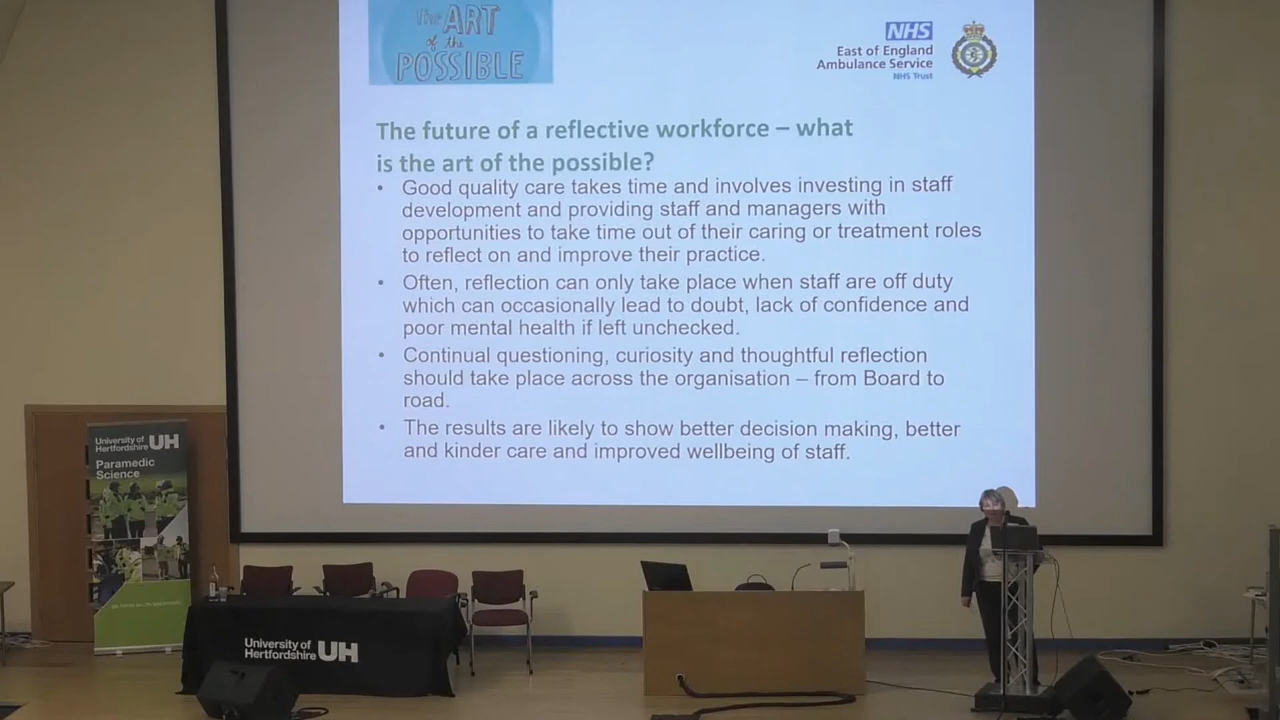 The ART
of the
POSSIBLE
NHS
East of England
Ambulance Service
NHS Trust
The future of a reflective workforce – what
is the art of the possible?
• Good quality care takes time and involves investing in staff
development and providing staff and managers with
opportunities to take time out of their caring or treatment roles
to reflect on and improve their practice.
• Often, reflection can only take place when staff are off duty
which can occasionally lead to doubt, lack of confidence and
poor mental health if left unchecked.
• Continual questioning, curiosity and thoughtful reflection
should take place across the organisation – from Board to
road.
• The results are likely to show better decision making, better
and kinder care and improved wellbeing of staff.
University of
Hertfordshire UH
Paramedic
Science
University of
Hertfordshire UH